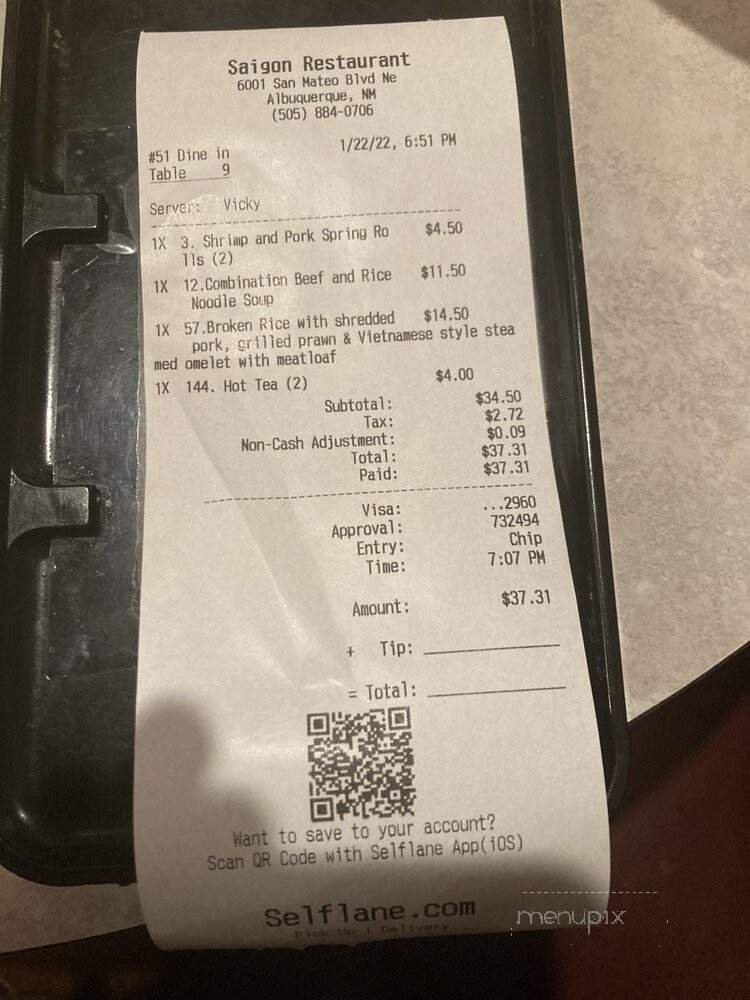 Saigon Restaurant
6001 San Mateo Blvd Ne
Albuquerque, NM
(505) 884-0706
#51 Dine in 1/22/22, 6:51 PM
Table 9
Server: Vicky
1X 3. Shrimp and Pork Spring Ro $4.50
lls (2)
1X 12.Combination Beef and Rice $11.50
Noodle Soup
1X 57.Broken Rice with shredded $14.50
pork, grilled prawn & Vietnamese style stea
med omelet with meatloaf
1X 144. Hot Tea (2) $4.00
Subtotal: $34.50
Tax: $2.72
Non-Cash Adjustment: $0.09
Total: $37.31
Paid: $37.31
Visa: ...2960
Approval: 732494
Entry: Chip
Time: 7:07 PM
Amount: $37.31
+ Tip:
= Total:
Want to save to your account?
Scan QR Code with Selflane App(iOS)
Selflane.com
Pick Up | Delivery
menupix